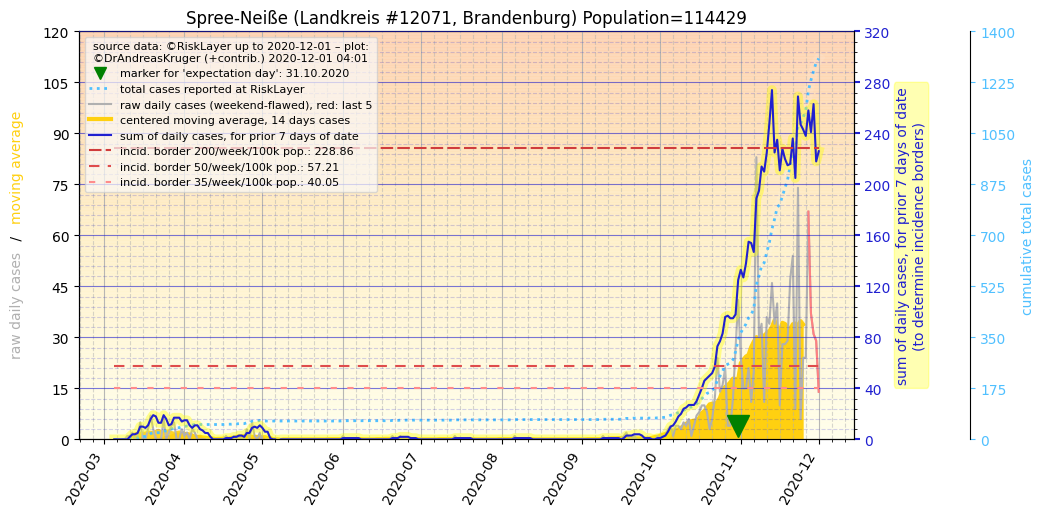 Spree-Neiße (Landkreis #12071, Brandenburg) Population=114429
source data: ©RiskLayer up to 2020-12-01 – plot:
©DrAndreasKruger (+contrib.) 2020-12-01 04:01
marker for 'expectation day': 31.10.2020
total cases reported at RiskLayer
raw daily cases (weekend-flawed), red: last 5
centered moving average, 14 days cases
sum of daily cases, for prior 7 days of date
incid. border 200/week/100k pop.: 228.86
incid. border 50/week/100k pop.: 57.21
incid. border 35/week/100k pop.: 40.05
raw daily cases / moving average
120
105
90
75
60
45
30
15
0
2020-03
2020-04
2020-05
2020-06
2020-07
2020-08
2020-09
2020-10
2020-11
2020-12
320
280
240
200
160
120
80
40
0
sum of daily cases, for prior 7 days of date
(to determine incidence borders)
1400
1225
1050
875
700
525
350
175
0
cumulative total cases